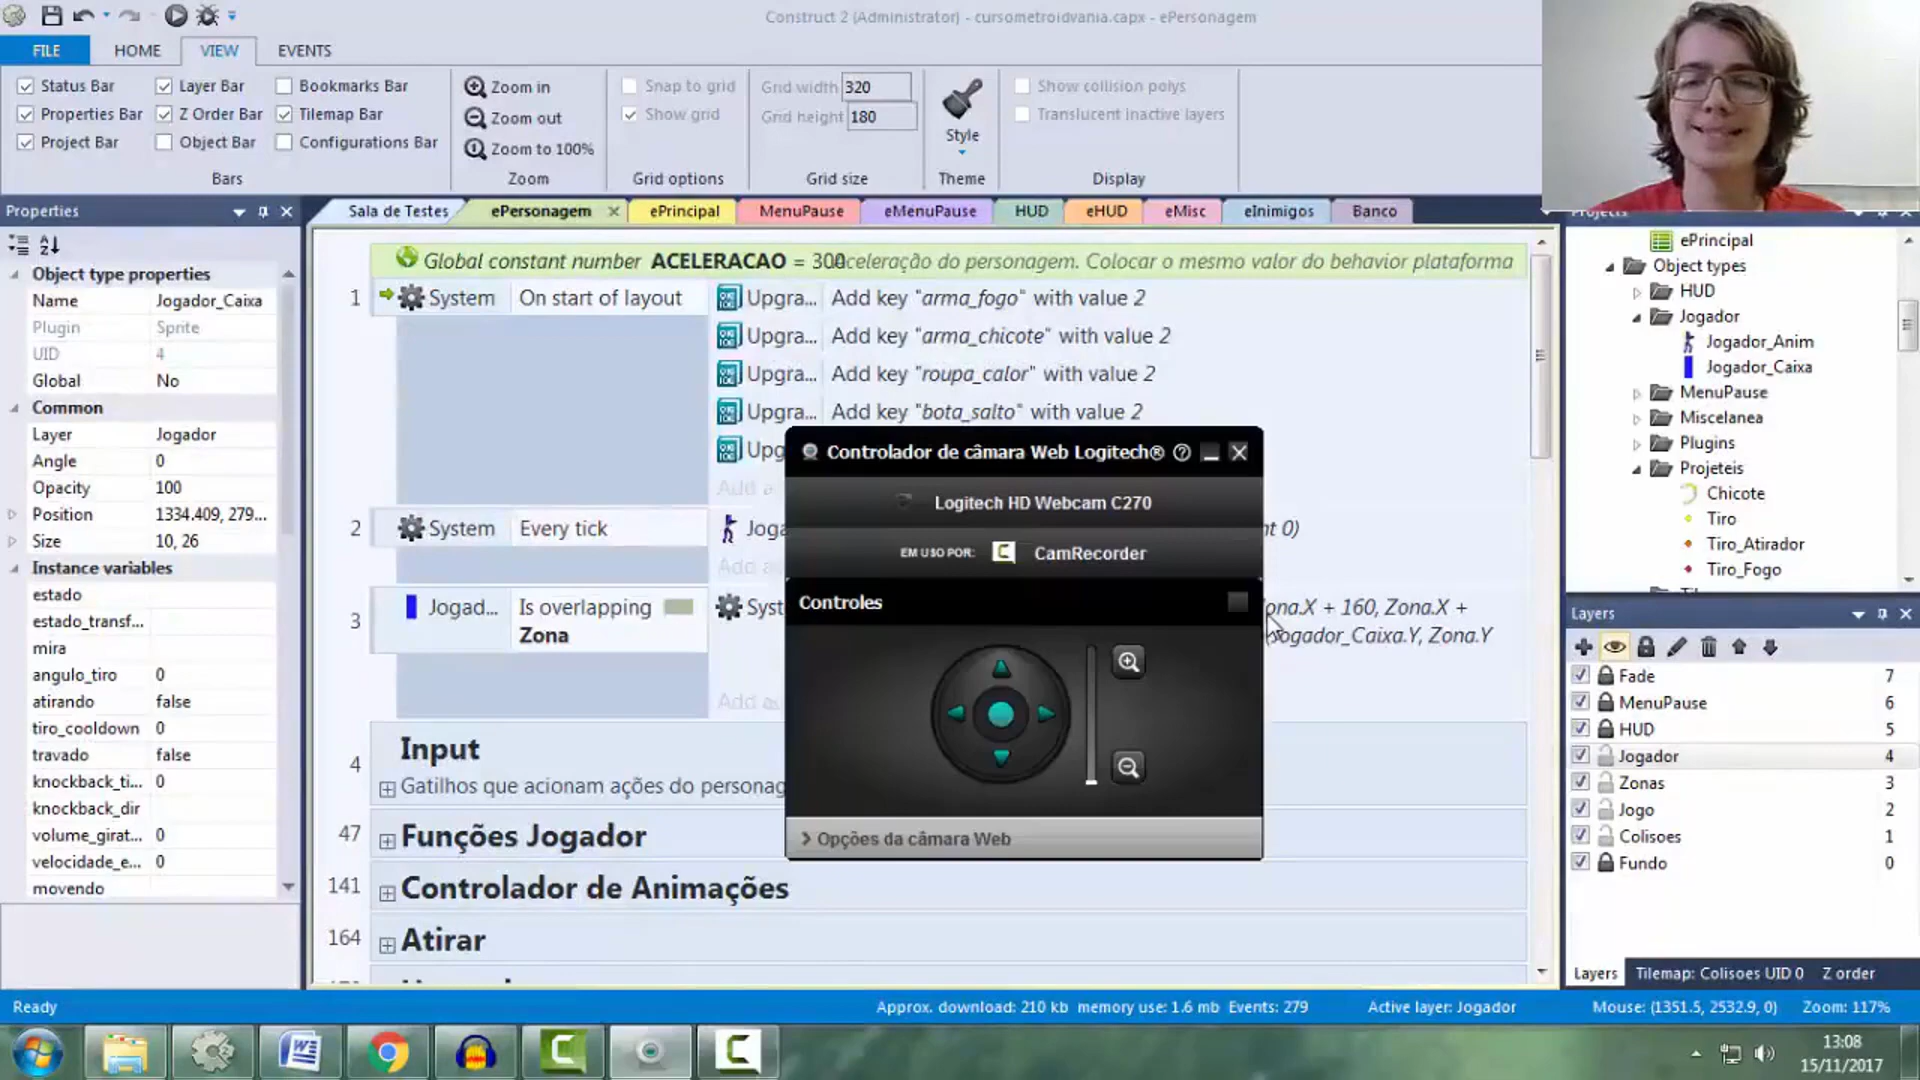 Construct 2 (Administrator) - cursometroidvania.capx - ePersonagem
FILE HOME VIEW EVENTS
Status Bar Layer Bar Bookmarks Bar
Properties Bar Z Order Bar Tilemap Bar
Project Bar Object Bar Configurations Bar
Bars
Zoom in
Zoom out
Zoom to 100%
Zoom
Snap to grid
Show grid
Grid options
Grid width 320
Grid height 180
Grid size
Style
Theme
Show collision polys
Translucent inactive layers
Display
Properties
Sala de Testes ePersonagem ePrincipal MenuPause eMenuPause HUD eHUD eMisc eInimigos Banco
Object type properties
Name Jogador_Caixa
Plugin Sprite
UID 4
Global No
Common
Layer Jogador
Angle 0
Opacity 100
Position 1334.409, 279...
Size 10, 26
Instance variables
estado
estado_transf...
mira
angulo_tiro 0
atirando false
tiro_cooldown 0
travado false
knockback_ti... 0
knockback_dir
volume_girat... 0
velocidade_e... 0
movendo
Global constant number ACELERACAO = 300 aceleração do personagem. Colocar o mesmo valor do behavior plataforma
1 System On start of layout Upgra... Add key "arma_fogo" with value 2
Upgra... Add key "arma_chicote" with value 2
Upgra... Add key "roupa_calor" with value 2
Upgra... Add key "bota_salto" with value 2
Upg
Add a
2 System Every tick Joga nt 0)
Add as
3 Jogad... Is overlapping Zona Syst ona.X + 160, Zona.X +
Jogador_Caixa.Y, Zona.Y
Add as
4 Input
Gatilhos que acionam ações do personag
47 Funções Jogador
141 Controlador de Animações
164 Atirar
Controlador de câmara Web Logitech®
Logitech HD Webcam C270
EM USO POR: CamRecorder
Controles
Opções da câmara Web
Projects
ePrincipal
Object types
HUD
Jogador
Jogador_Anim
Jogador_Caixa
MenuPause
Miscelanea
Plugins
Projeteis
Chicote
Tiro
Tiro_Atirador
Tiro_Fogo
Layers
Fade 7
MenuPause 6
HUD 5
Jogador 4
Zonas 3
Jogo 2
Colisoes 1
Fundo 0
Layers Tilemap: Colisoes UID 0 Z order
Ready Approx. download: 210 kb memory use: 1.6 mb Events: 279 Active layer: Jogador Mouse: (1351.5, 2532.9, 0) Zoom: 117%
13:08
15/11/2017